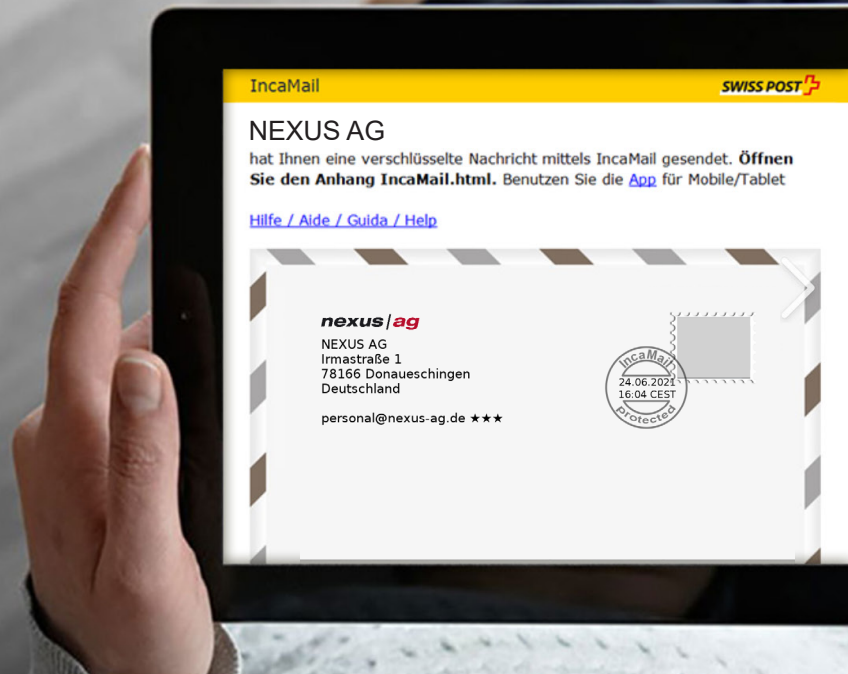 IncaMail
SWISS POST
NEXUS AG
hat Ihnen eine verschlüsselte Nachricht mittels IncaMail gesendet. Öffnen
Sie den Anhang IncaMail.html. Benutzen Sie die App für Mobile/Tablet
Hilfe / Aide / Guida / Help
nexus|ag
NEXUS AG
Irmastraße 1
78166 Donaueschingen
Deutschland
personal@nexus-ag.de ★★★
IncaMail
24.06.2021
16:04 CEST
protected